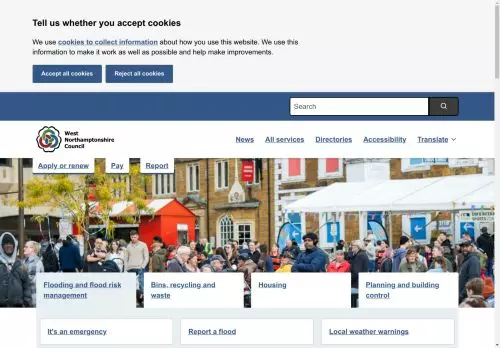 Tell us whether you accept cookies
We use cookies to collect information about how you use this website. We use this
information to make it work as well as possible and help make improvements.
Accept all cookies
Reject all cookies
Search
West
Northamptonshire
Council
News
All services
Directories
Accessibility
Translate
Apply or renew
Pay
Report
Flooding and flood risk
management
Bins, recycling and
waste
Housing
Planning and building
control
It's an emergency
Report a flood
Local weather warnings